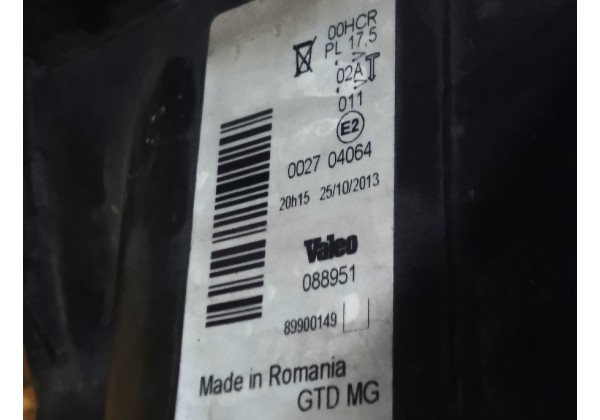 00HCR
PL 17,5
02A
011
E2
0027 04064
20h15 25/10/2013
Valeo
088951
89900149
Made in Romania
GTD MG